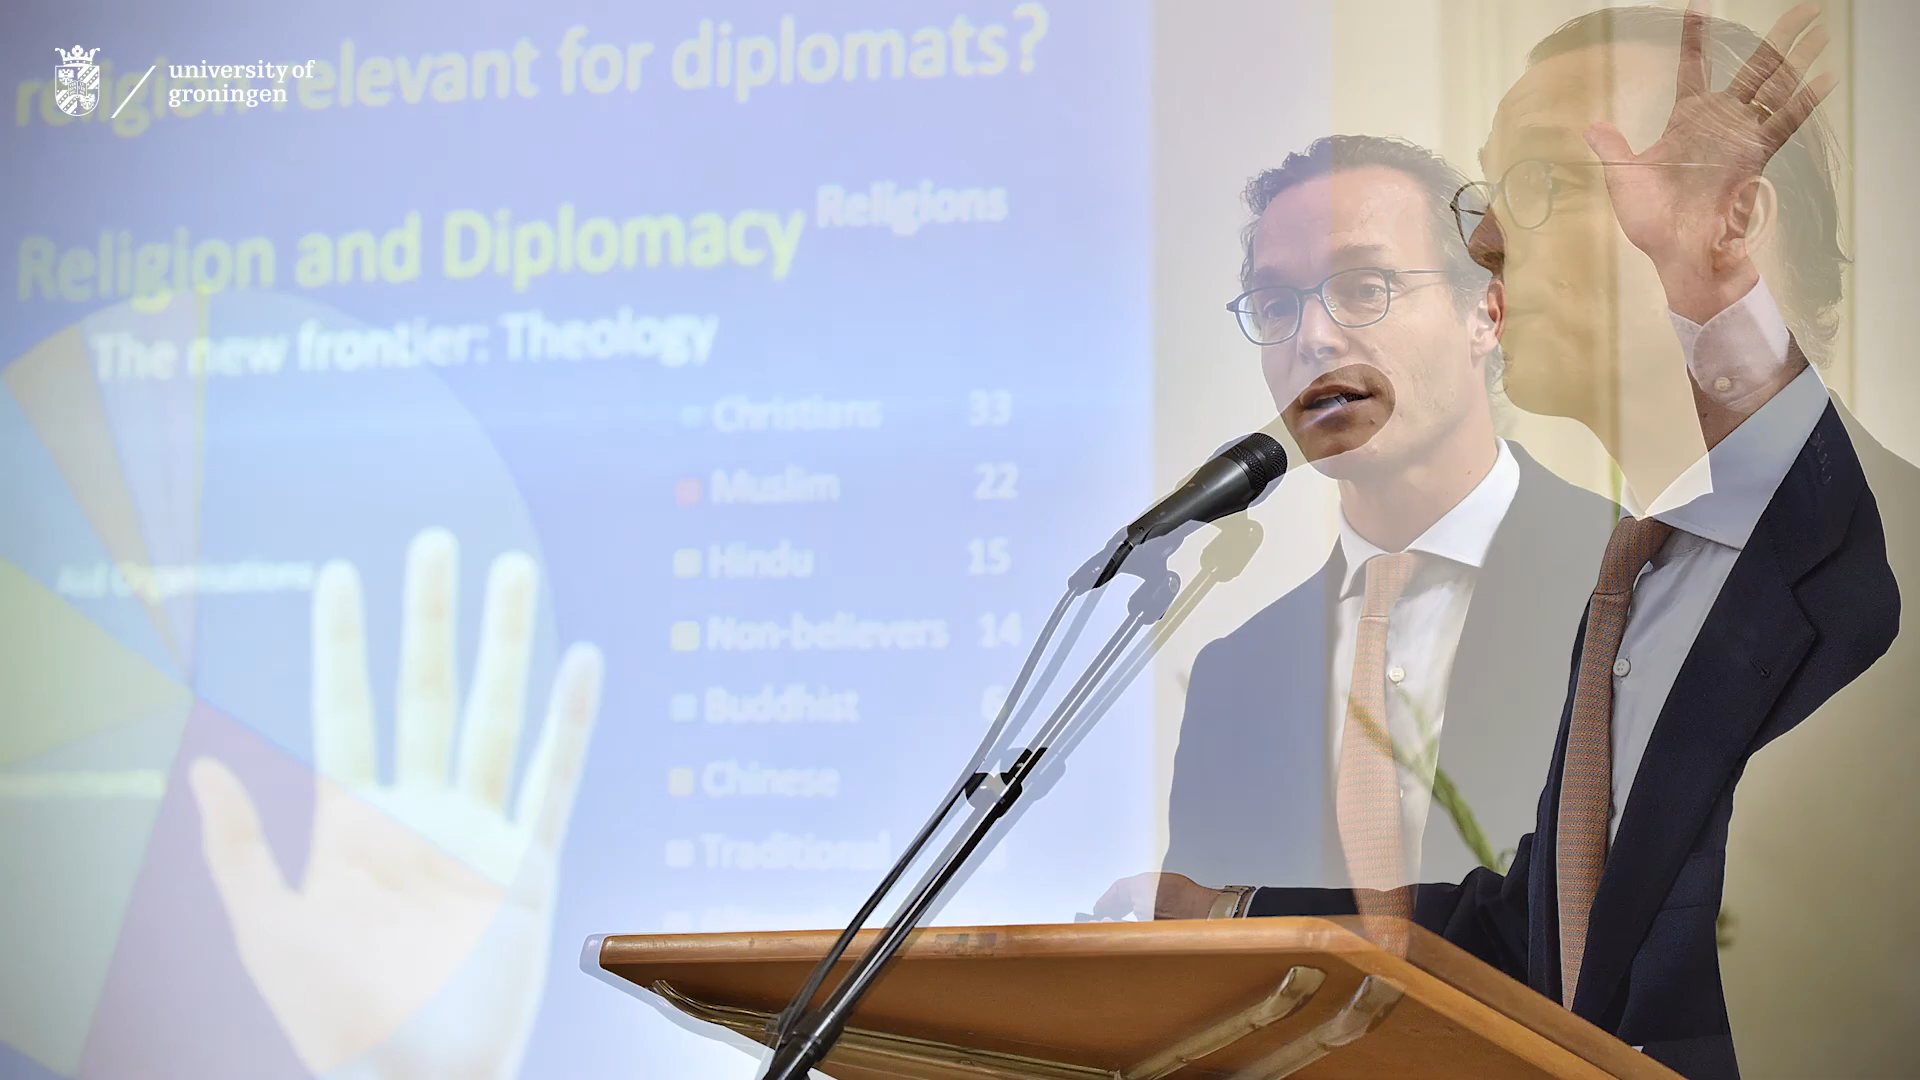 university of
groningen
relevant for diplomats?
Religions
Religion and Diplomacy
The new frontier: Theology
Christians 33
Muslim 22
Hindu 15
Non-believers 14
Buddhist 6
Chinese
Traditional